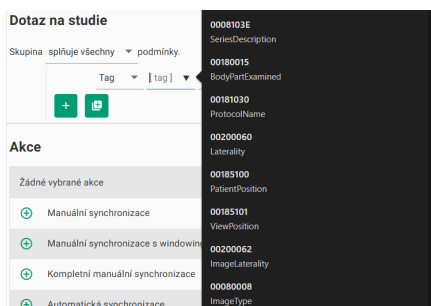 Dotaz na studie
Skupina splňuje všechny podmínky.
Tag [ tag ]
Akce
Žádné vybrané akce
Manuální synchronizace
Manuální synchronizace s windowing
Kompletní manuální synchronizace
Automatická synchronizace
0008103E
SeriesDescription
00180015
BodyPartExamined
00181030
ProtocolName
00200060
Laterality
00185100
PatientPosition
00185101
ViewPosition
00200062
ImageLaterality
00080008
ImageType